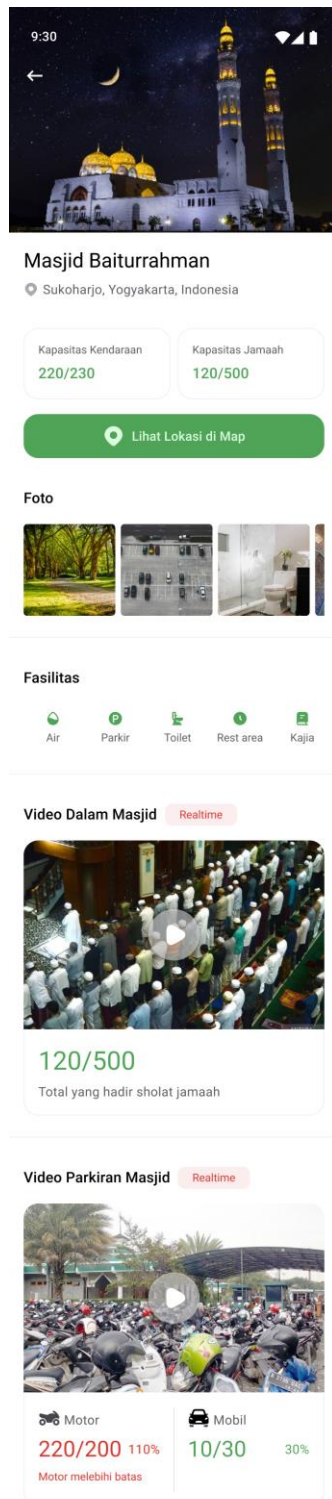 9:30
Masjid Baiturrahman
Sukoharjo, Yogyakarta, Indonesia
Kapasitas Kendaraan
220/230
Kapasitas Jamaah
120/500
Lihat Lokasi di Map
Foto
Fasilitas
Air
Parkir
Toilet
Rest area
Kajia
Video Dalam Masjid
Realtime
120/500
Total yang hadir sholat jamaah
Video Parkiran Masjid
Realtime
Motor
220/200 110%
Motor melebihi batas
Mobil
10/30 30%